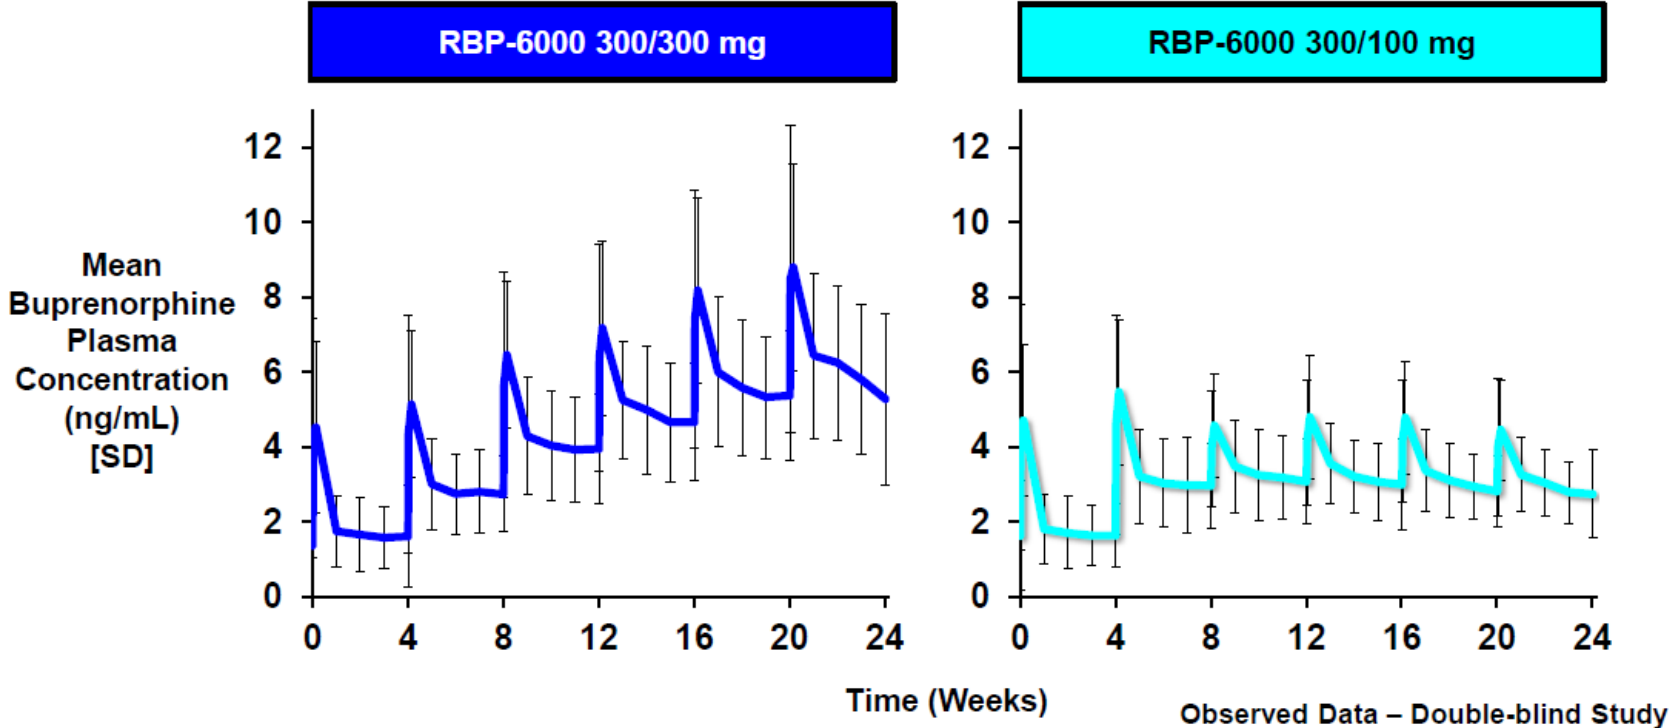 RBP-6000 300/300 mg
RBP-6000 300/100 mg
Mean
Buprenorphine
Plasma
Concentration
(ng/mL)
[SD]
12
10
8
6
4
2
0
0 4 8 12 16 20 24
12
10
8
6
4
2
0
0 4 8 12 16 20 24
Time (Weeks)
Observed Data – Double-blind Study